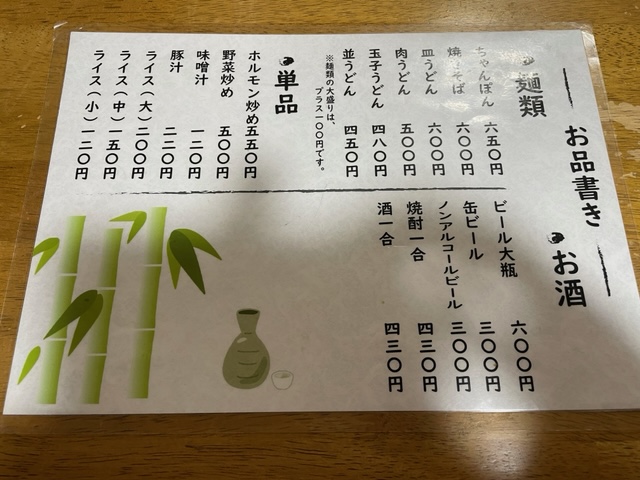 お品書き
麺類
ちゃんぽん 六五〇円
焼きそば 六〇〇円
皿うどん 六〇〇円
肉うどん 五〇〇円
玉子うどん 四八〇円
並うどん 四五〇円
※麺類の大盛りは、
プラス一〇〇円です。
単品
ホルモン炒め 五五〇円
野菜炒め 五〇〇円
味噌汁 一二〇円
豚汁 二二〇円
ライス（大） 二〇〇円
ライス（中） 一五〇円
ライス（小） 一二〇円
お酒
ビール大瓶 六〇〇円
缶ビール 三〇〇円
ノンアルコールビール 三〇〇円
焼酎一合 四三〇円
酒一合 四三〇円